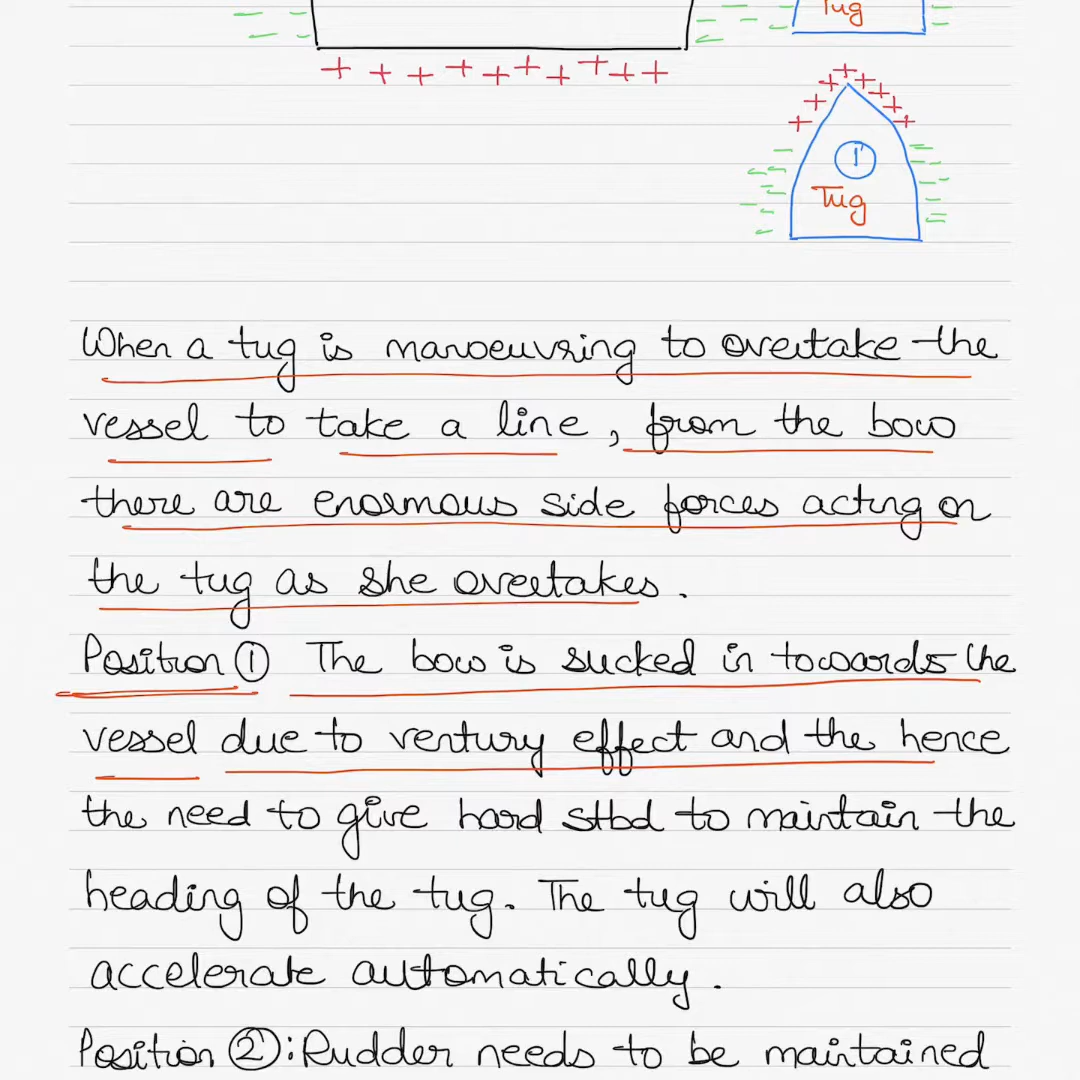 Tug
1
Tug
When a tug is manoeuvring to overtake the
vessel to take a line, from the bow
there are enormous side forces acting on
the tug as she overtakes.
Position ① The bow is sucked in towards the
vessel due to ventury effect and the hence
the need to give hard stbd to maintain the
heading of the tug. The tug will also
accelerate automatically.
Position ②: Rudder needs to be maintained